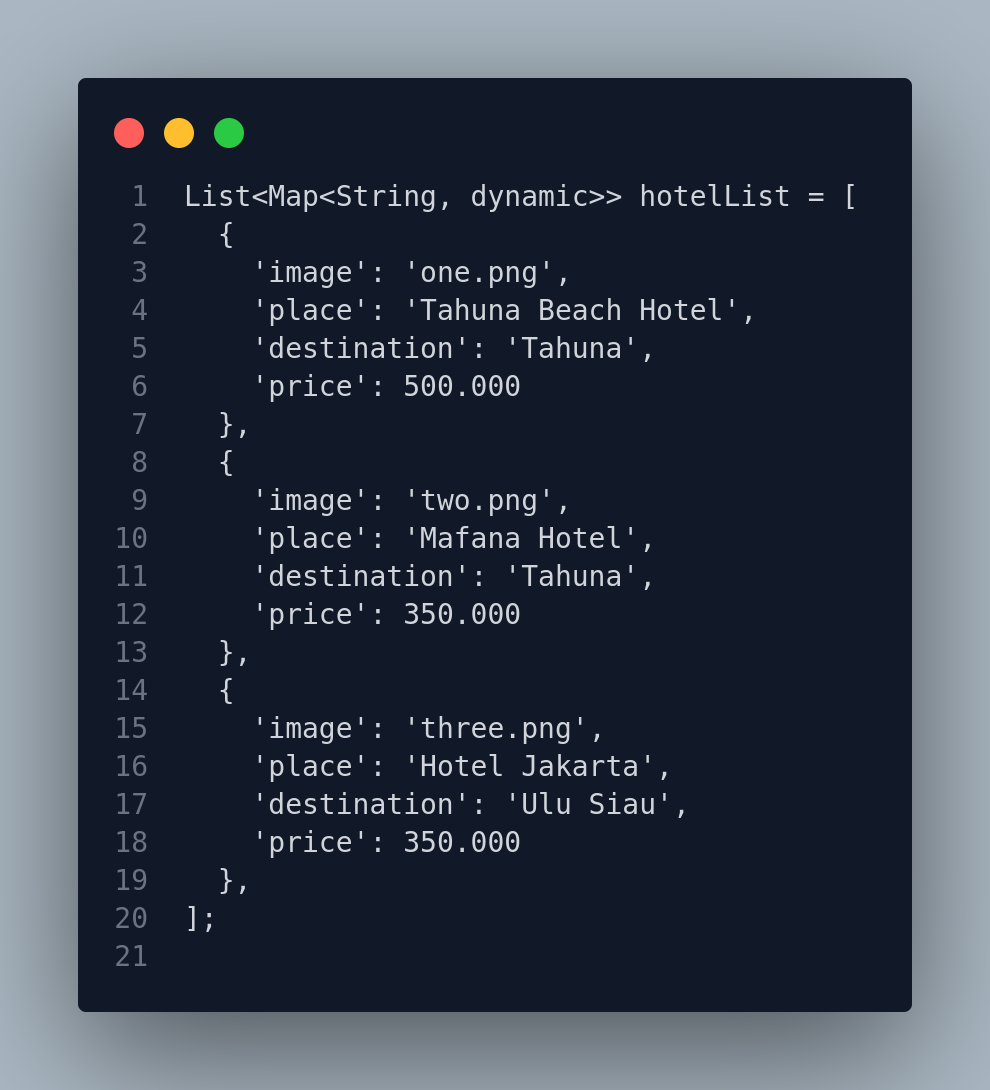 1 List<Map<String, dynamic>> hotelList = [
2   {
3     'image': 'one.png',
4     'place': 'Tahuna Beach Hotel',
5     'destination': 'Tahuna',
6     'price': 500.000
7   },
8   {
9     'image': 'two.png',
10     'place': 'Mafana Hotel',
11     'destination': 'Tahuna',
12     'price': 350.000
13   },
14   {
15     'image': 'three.png',
16     'place': 'Hotel Jakarta',
17     'destination': 'Ulu Siau',
18     'price': 350.000
19   },
20 ];
21